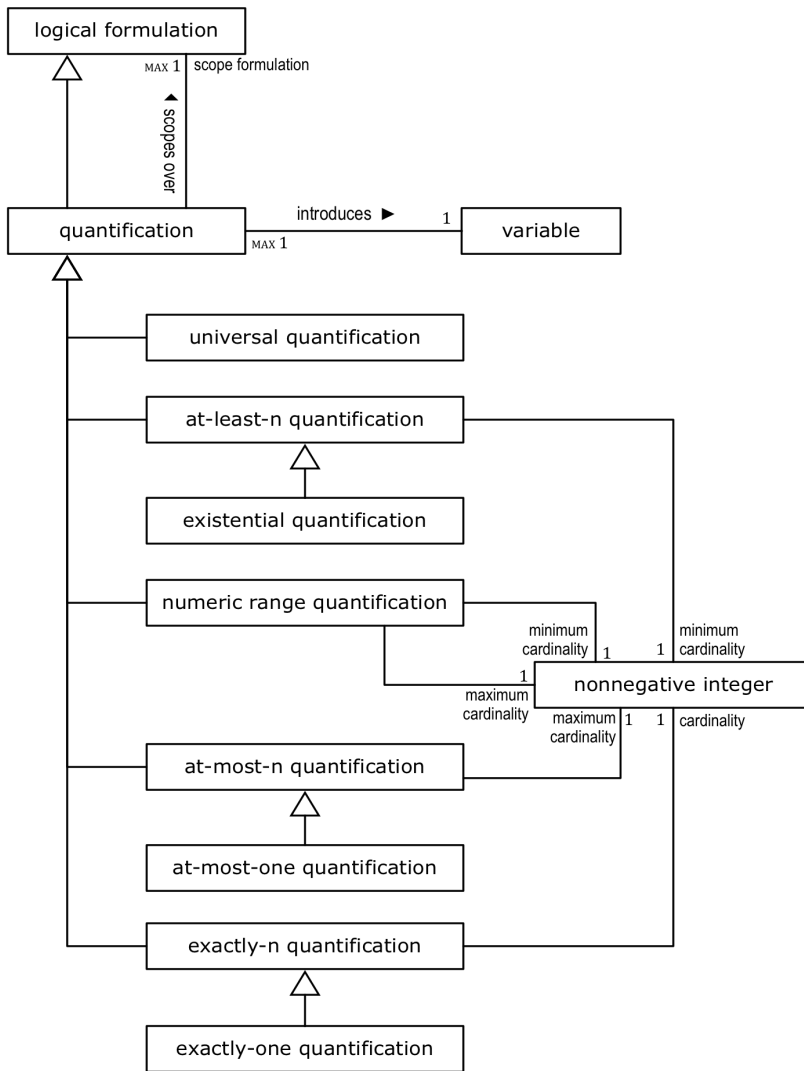 logical formulation
MAX 1
scope formulation
▲ scopes over
quantification
introduces ►
1
variable
MAX 1
universal quantification
at-least-n quantification
existential quantification
numeric range quantification
minimum
cardinality
1
1
minimum
cardinality
1
maximum
cardinality
nonnegative integer
maximum
cardinality
1
1
cardinality
at-most-n quantification
at-most-one quantification
exactly-n quantification
exactly-one quantification